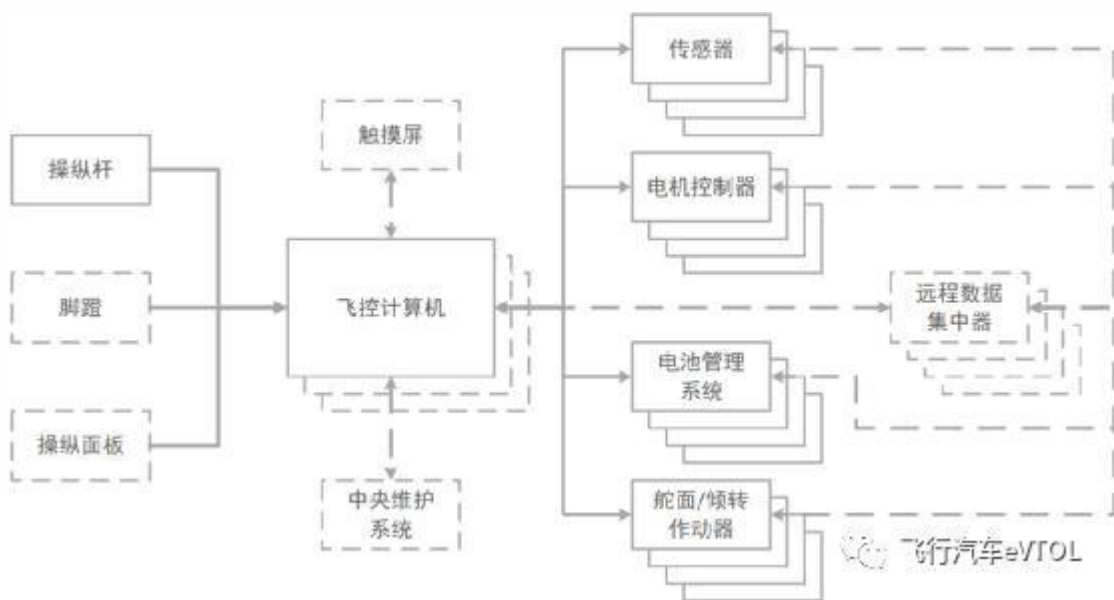 传感器
触摸屏
操纵杆
电机控制器
飞控计算机
脚蹬
远程数据
集中器
电池管理
系统
操纵面板
中央维护
系统
舵面/倾转
作动器
飞行汽车eVTOL